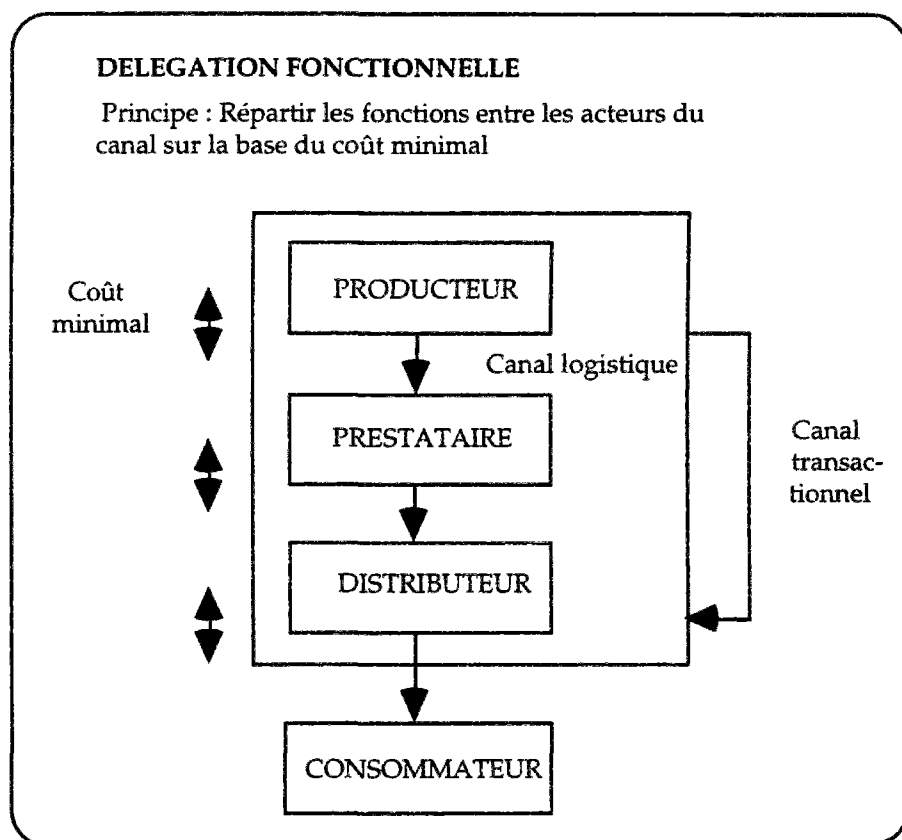 DELEGATION FONCTIONNELLE
Principe : Répartir les fonctions entre les acteurs du
canal sur la base du coût minimal
Coût
minimal
PRODUCTEUR
Canal logistique
PRESTATAIRE
Canal
transac-
tionnel
DISTRIBUTEUR
CONSOMMATEUR